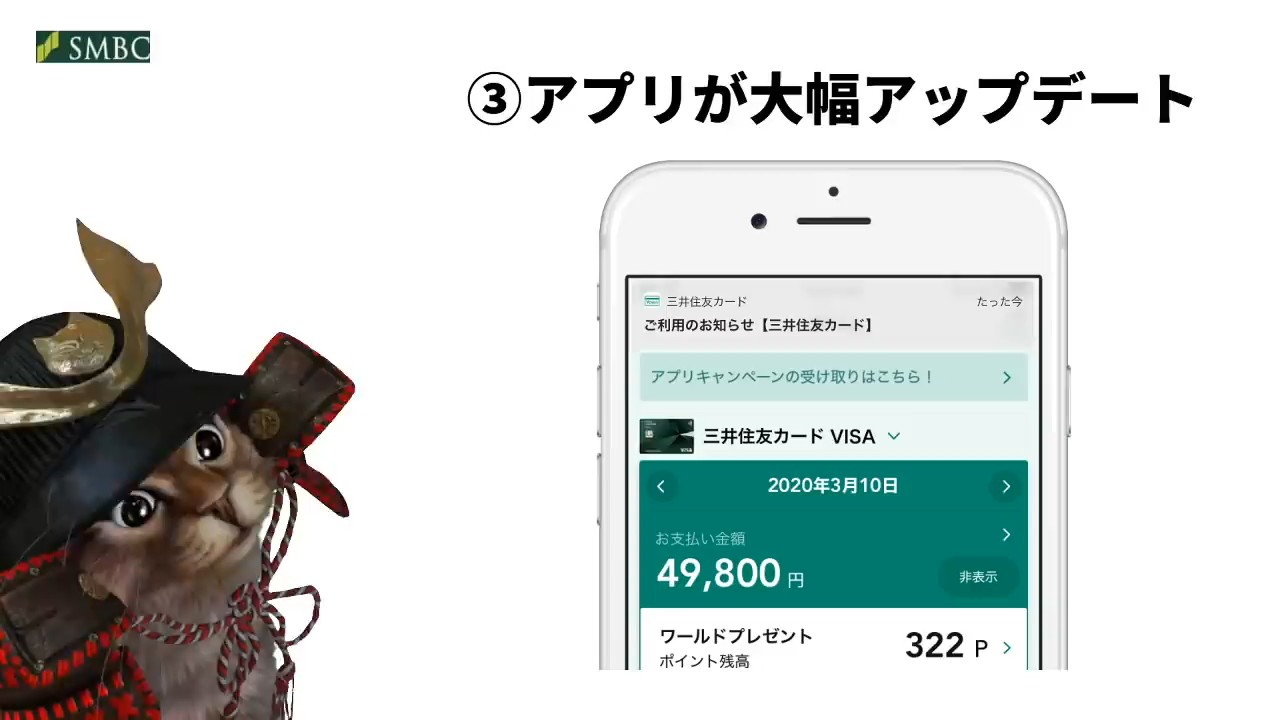 SMBC
③アプリが大幅アップデート
三井住友カード たった今
ご利用のお知らせ【三井住友カード】
アプリキャンペーンの受け取りはこちら！
三井住友カード VISA
2020年3月10日
お支払い金額
49,800 円
非表示
ワールドプレゼント
322 P
ポイント残高